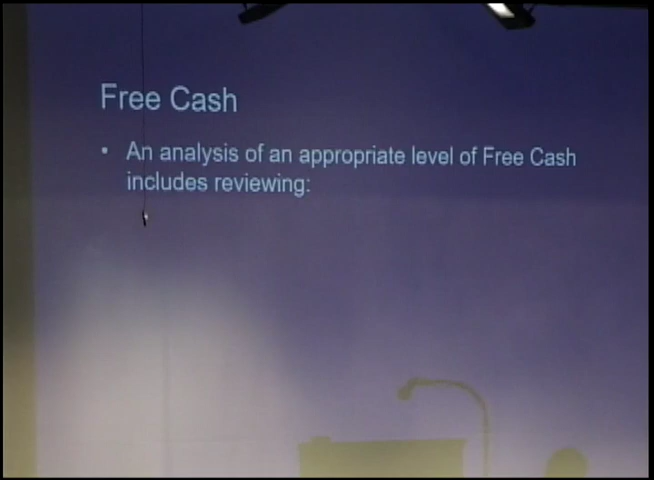 Free Cash
• An analysis of an appropriate level of Free Cash
includes reviewing: